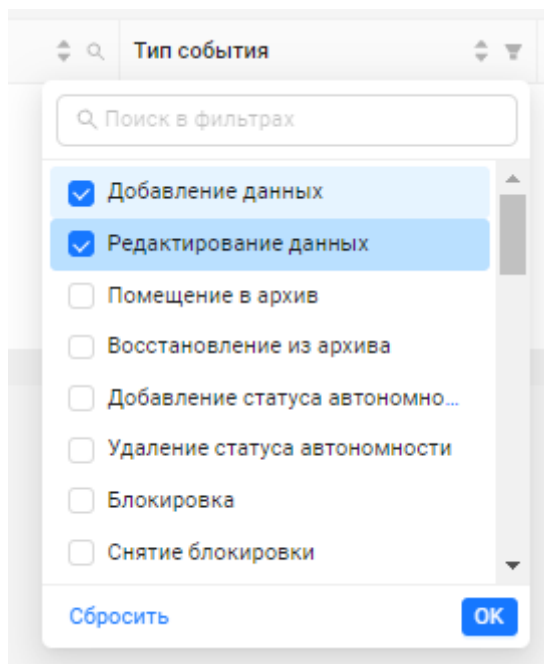 Тип события
Поиск в фильтрах
Добавление данных
Редактирование данных
Помещение в архив
Восстановление из архива
Добавление статуса автономно...
Удаление статуса автономности
Блокировка
Снятие блокировки
Сбросить
OK